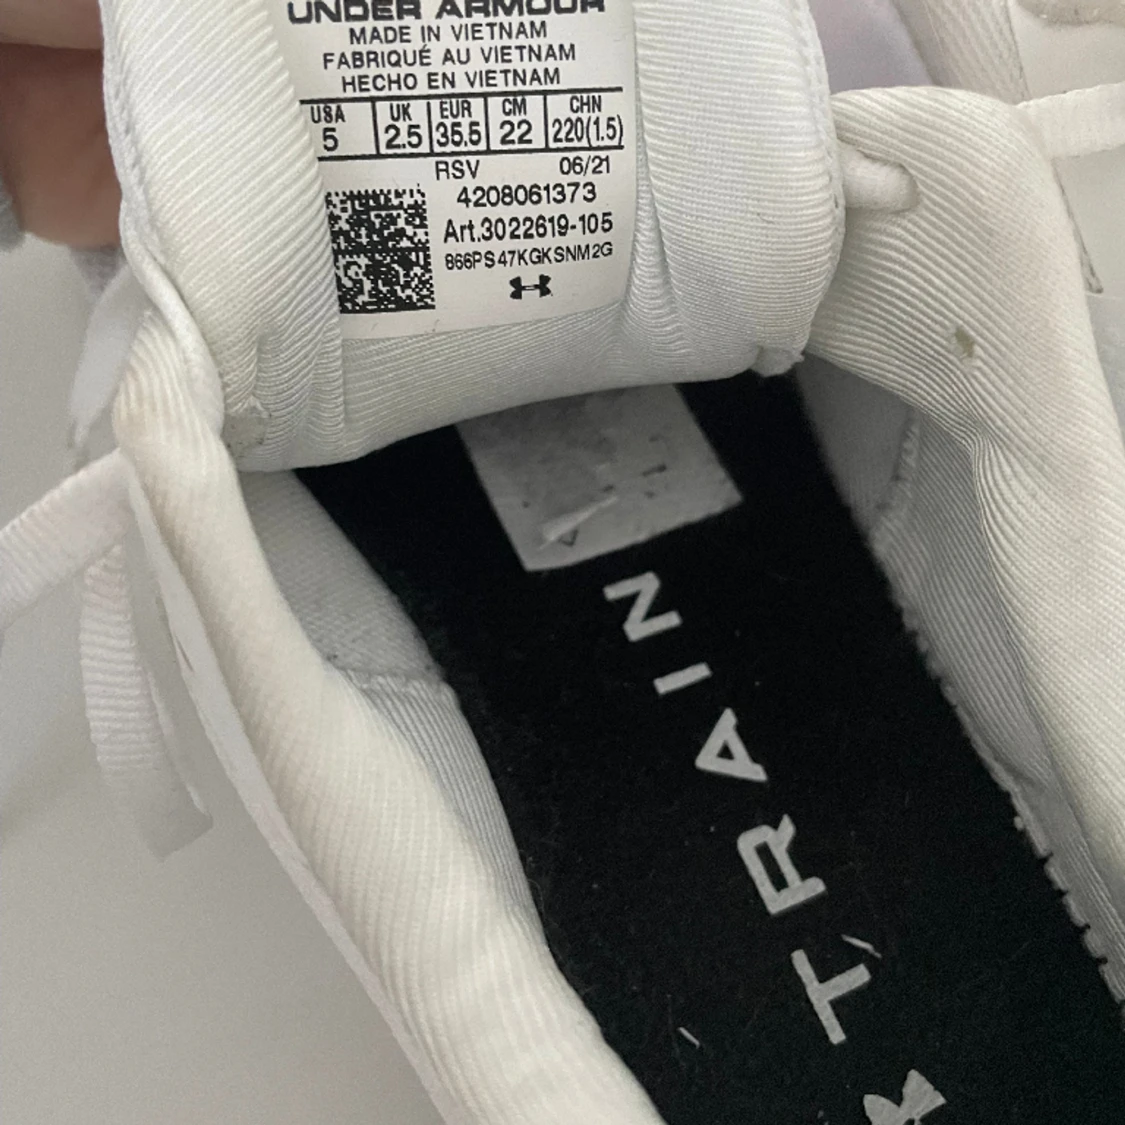 UNDER ARMOUR
MADE IN VIETNAM
FABRIQUÉ AU VIETNAM
HECHO EN VIETNAM
USA UK EUR CM CHN
5 2.5 35.5 22 220(1.5)
RSV 06/21
4208061373
Art.3022619-105
866PS47KGKSNM2G
TRAIN